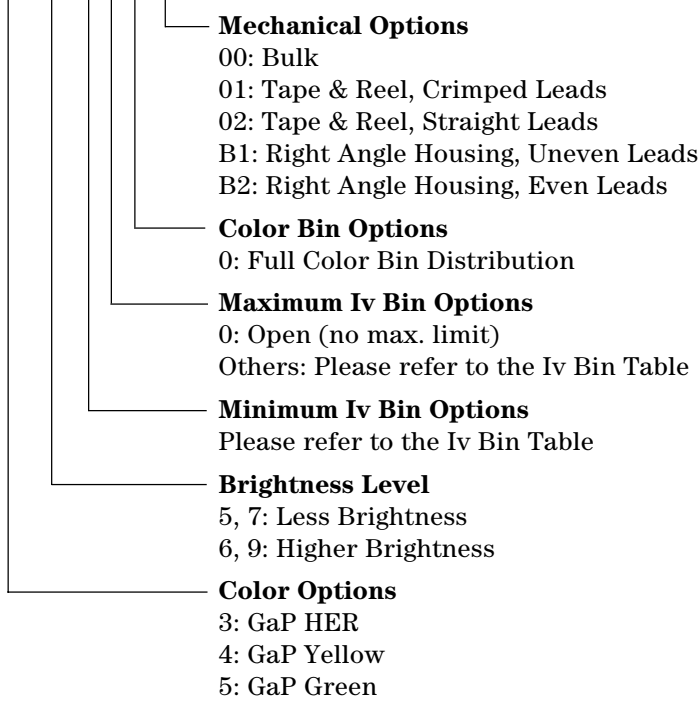 Mechanical Options
00: Bulk
01: Tape & Reel, Crimped Leads
02: Tape & Reel, Straight Leads
B1: Right Angle Housing, Uneven Leads
B2: Right Angle Housing, Even Leads
Color Bin Options
0: Full Color Bin Distribution
Maximum Iv Bin Options
0: Open (no max. limit)
Others: Please refer to the Iv Bin Table
Minimum Iv Bin Options
Please refer to the Iv Bin Table
Brightness Level
5, 7: Less Brightness
6, 9: Higher Brightness
Color Options
3: GaP HER
4: GaP Yellow
5: GaP Green